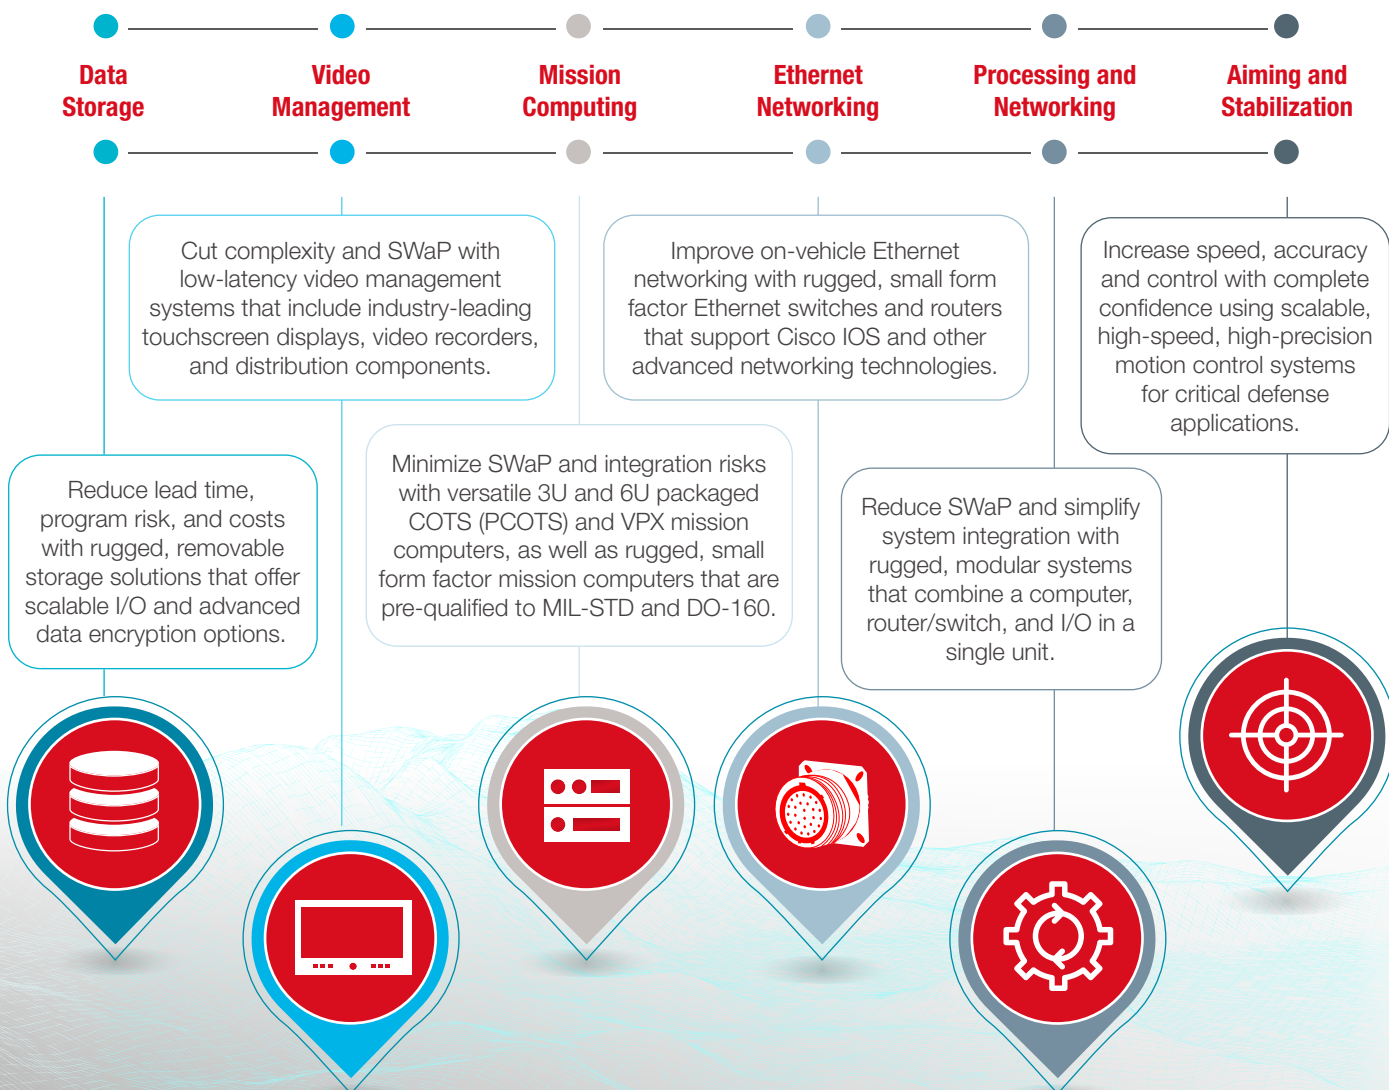 Data
Storage
Video
Management
Mission
Computing
Ethernet
Networking
Processing and
Networking
Aiming and
Stabilization
Cut complexity and SWaP with
low-latency video management
systems that include industry-leading
touchscreen displays, video recorders,
and distribution components.
Improve on-vehicle Ethernet
networking with rugged, small form
factor Ethernet switches and routers
that support Cisco IOS and other
advanced networking technologies.
Increase speed, accuracy
and control with complete
confidence using scalable,
high-speed, high-precision
motion control systems
for critical defense
applications.
Reduce lead time,
program risk, and costs
with rugged, removable
storage solutions that offer
scalable I/O and advanced
data encryption options.
Minimize SWaP and integration risks
with versatile 3U and 6U packaged
COTS (PCOTS) and VPX mission
computers, as well as rugged, small
form factor mission computers that are
pre-qualified to MIL-STD and DO-160.
Reduce SWaP and simplify
system integration with
rugged, modular systems
that combine a computer,
router/switch, and I/O in a
single unit.